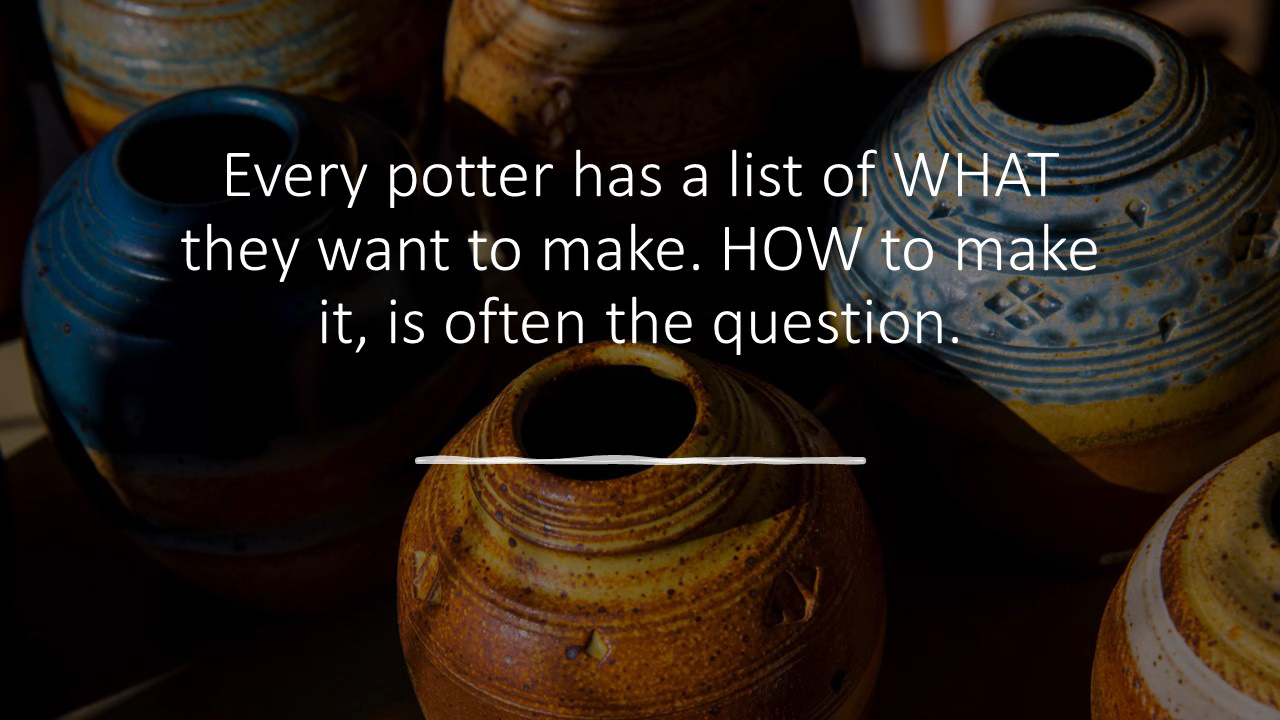 Every potter has a list of WHAT
they want to make. HOW to make
it, is often the question.